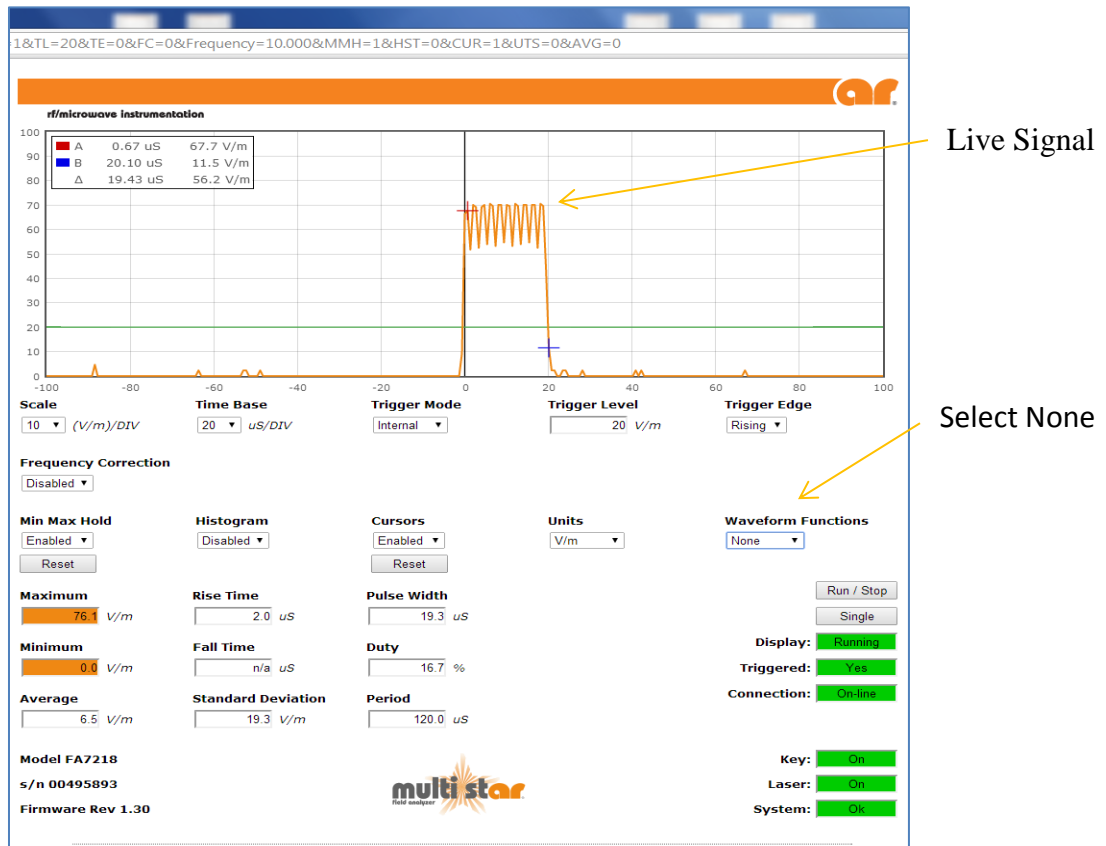 =1&TL=20&TE=0&FC=0&Frequency=10.000&MMH=1&HST=0&CUR=1&UTS=0&AVG=0
ar
rf/microwave instrumentation
100
90
80
70
60
50
40
30
20
10
0
A 0.67 uS 67.7 V/m
B 20.10 uS 11.5 V/m
Δ 19.43 uS 56.2 V/m
-100 -80 -60 -40 -20 0 20 40 60 80 100
Live Signal
Scale Time Base Trigger Mode Trigger Level Trigger Edge
10 (V/m)/DIV 20 uS/DIV Internal 20 V/m Rising
Select None
Frequency Correction
Disabled
Min Max Hold Histogram Cursors Units Waveform Functions
Enabled Disabled Enabled V/m None
Reset Reset
Maximum Rise Time Pulse Width
76.1 V/m 2.0 uS 19.3 uS
Run / Stop
Single
Minimum Fall Time Duty
0.0 V/m n/a uS 16.7 %
Display: Running
Triggered: Yes
Connection: On-line
Average Standard Deviation Period
6.5 V/m 19.3 V/m 120.0 uS
Model FA7218
s/n 00495893
Firmware Rev 1.30
multi star
field analyzer
Key: On
Laser: On
System: Ok